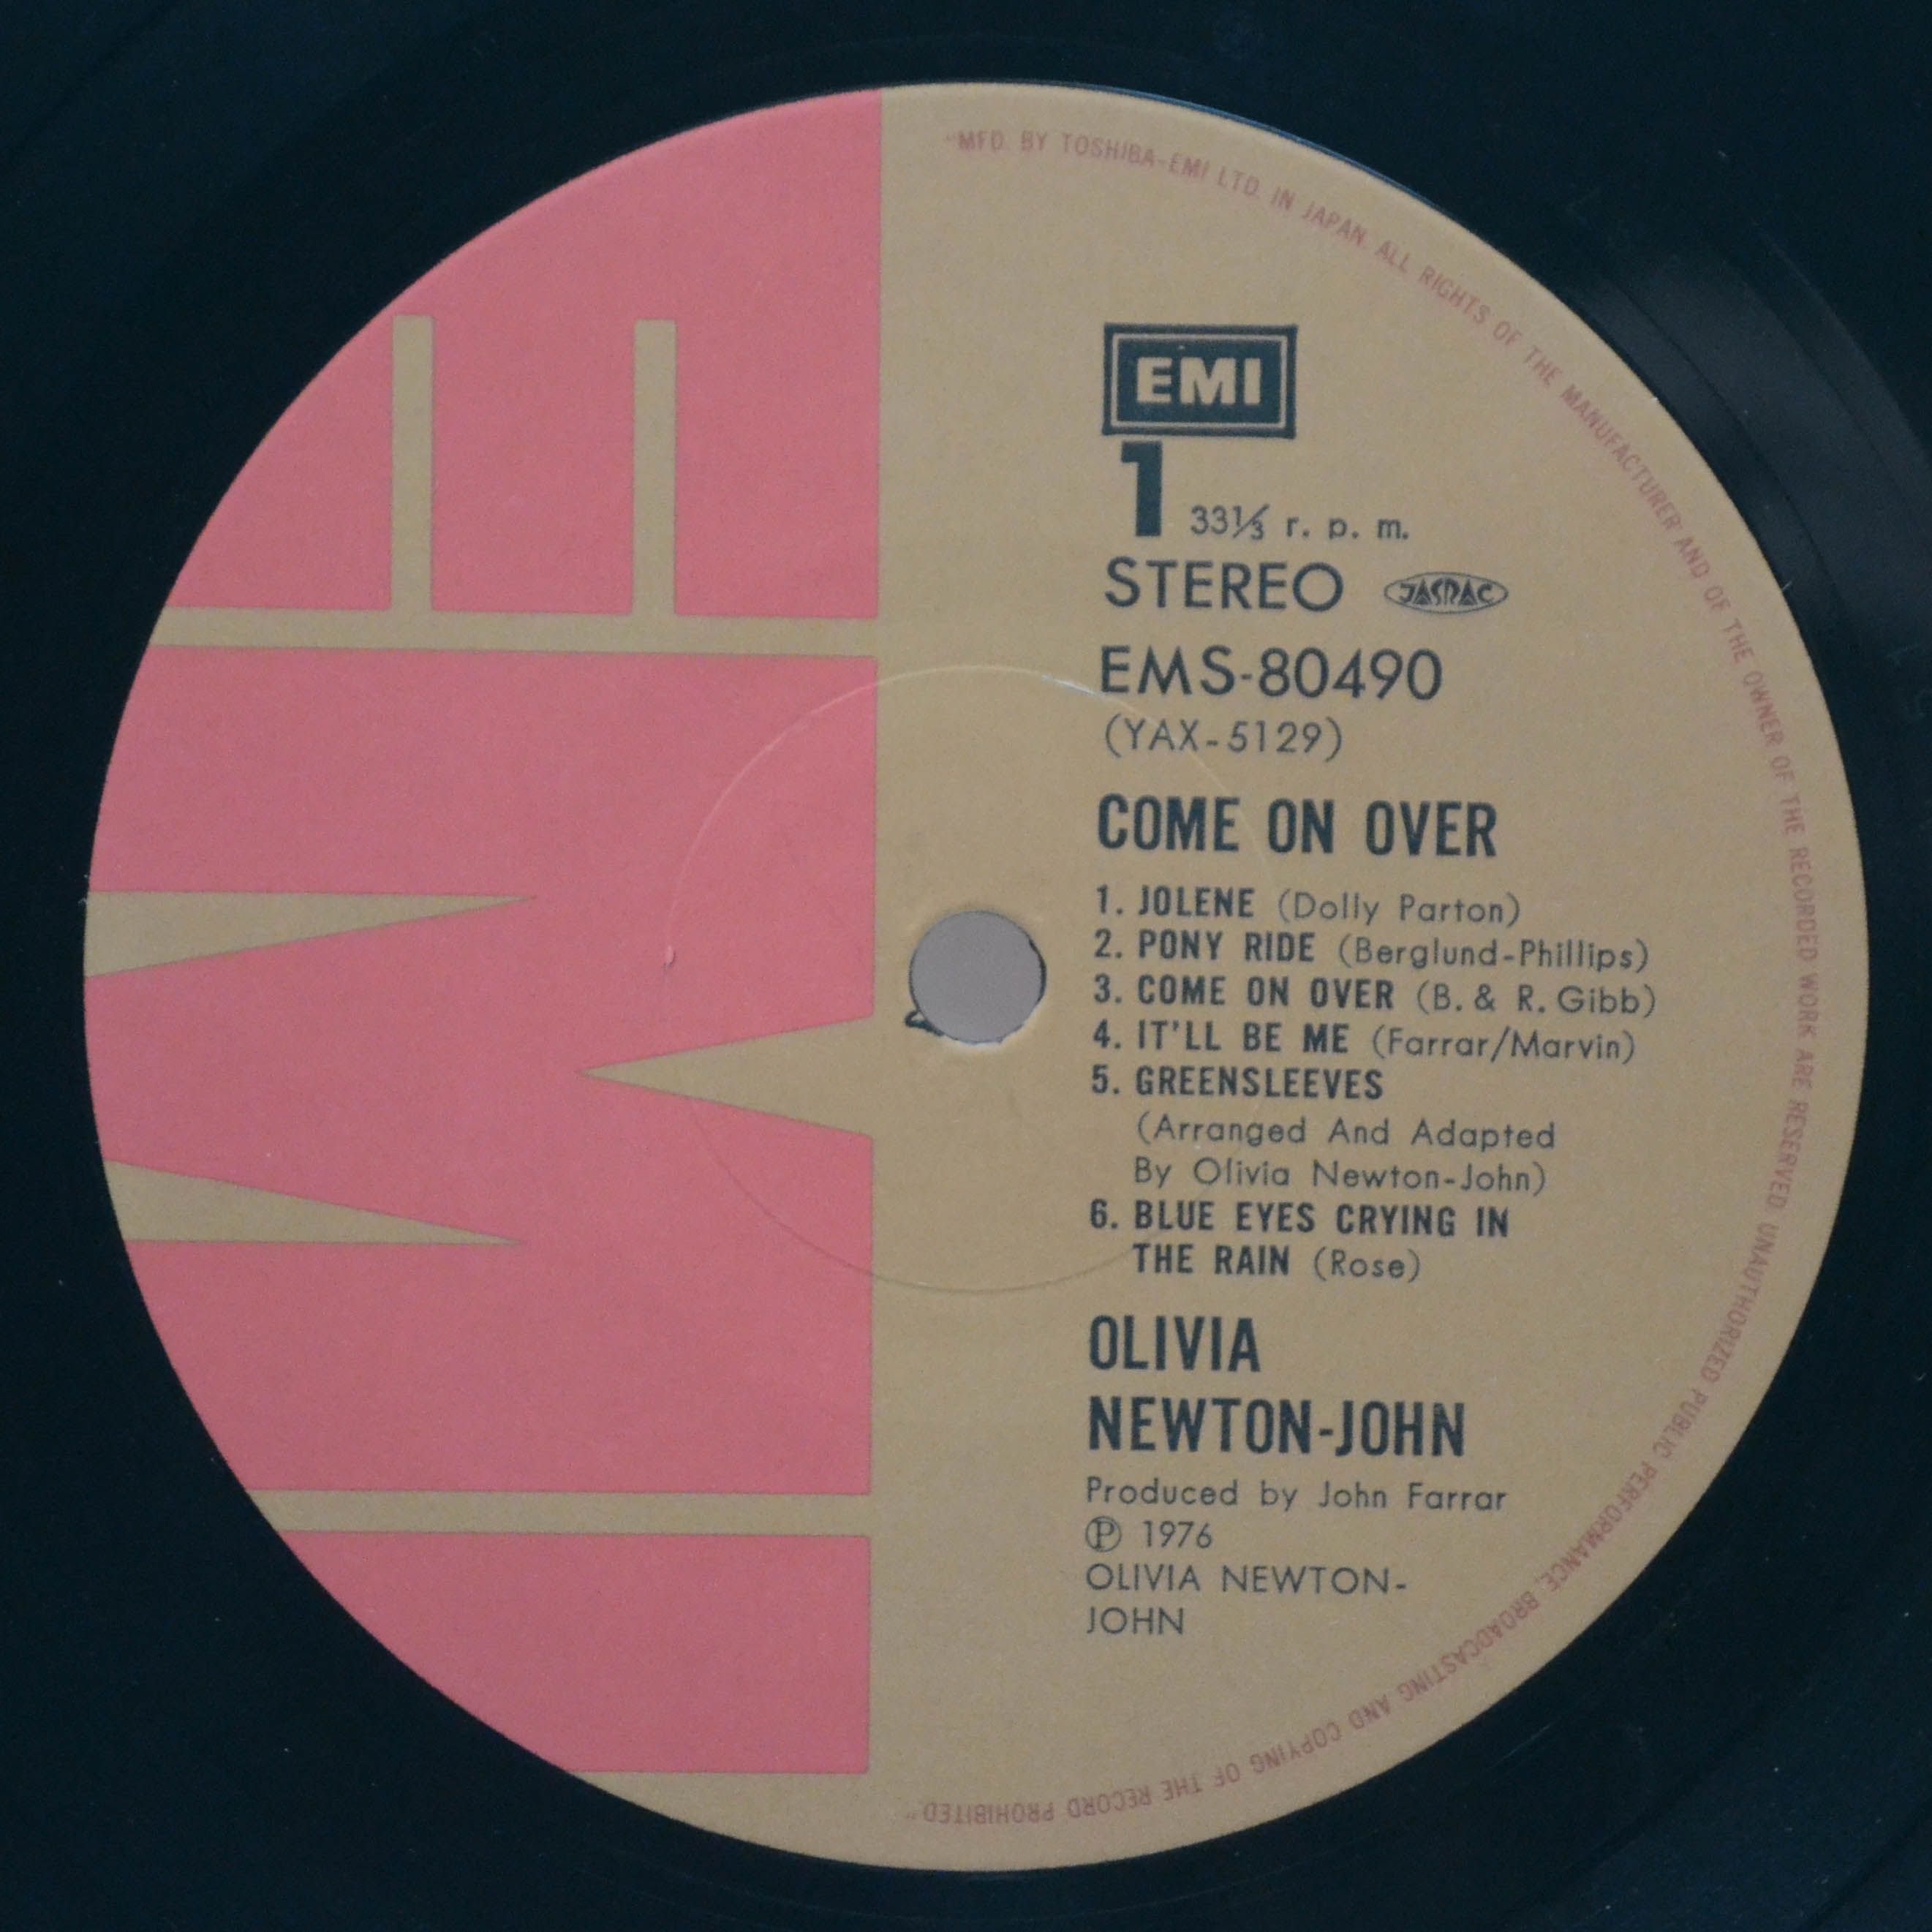 "MFD. BY TOSHIBA-EMI LTD. IN JAPAN ALL RIGHTS OF THE MANUFACTURER AND OF THE OWNER OF THE RECORDED WORK ARE RESERVED UNAUTHORIZED PUBLIC PERFORMANCE, BROADCASTING AND COPYING OF THE RECORD PROHIBITED"
EMI
EMI
1 33⅓ r. p. m.
STEREO JASRAC
EMS-80490
(YAX-5129)
COME ON OVER
1. JOLENE (Dolly Parton)
2. PONY RIDE (Berglund-Phillips)
3. COME ON OVER (B. & R. Gibb)
4. IT'LL BE ME (Farrar/Marvin)
5. GREENSLEEVES
(Arranged And Adapted
By Olivia Newton-John)
6. BLUE EYES CRYING IN
THE RAIN (Rose)
OLIVIA
NEWTON-JOHN
Produced by John Farrar
Ⓟ 1976
OLIVIA NEWTON-
JOHN